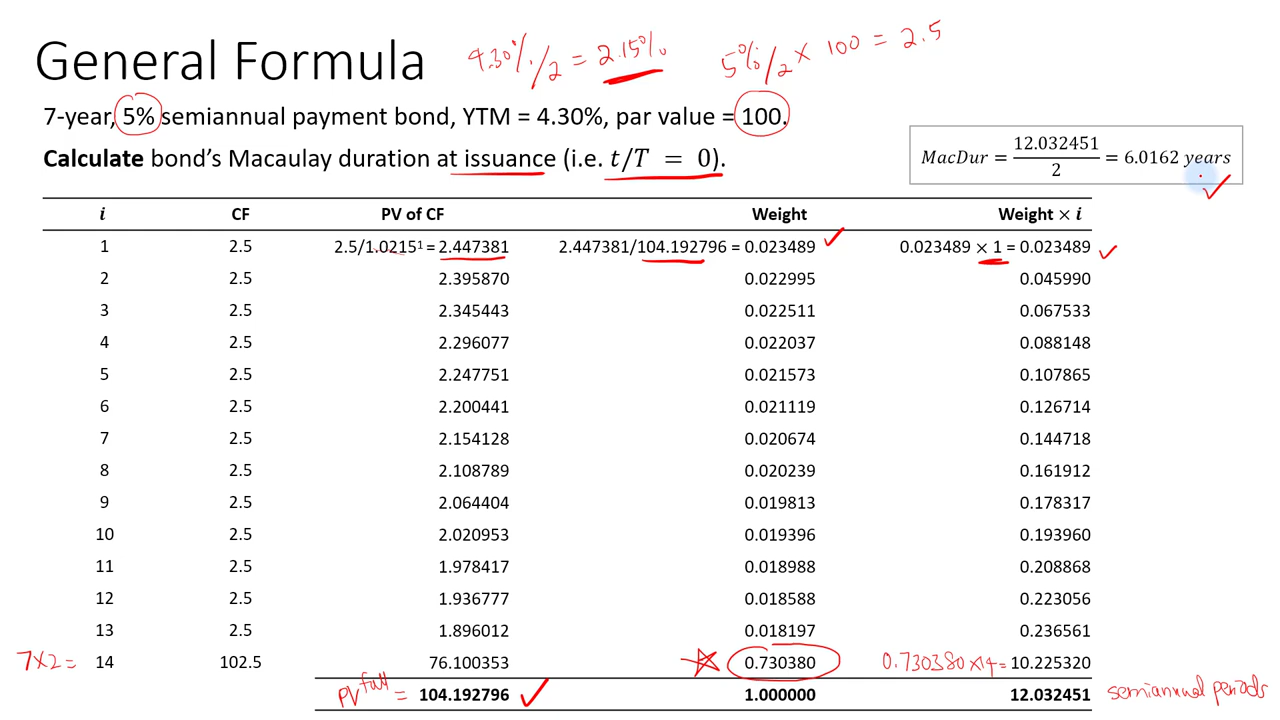 General Formula
4.30%/2 = 2.15%
5%/2 × 100 = 2.5
7-year, 5% semiannual payment bond, YTM = 4.30%, par value = 100.
Calculate bond's Macaulay duration at issuance (i.e. t/T = 0).
MacDur = 12.032451/2 = 6.0162 years
i CF PV of CF Weight Weight × i
1 2.5 2.5/1.0215¹ = 2.447381 2.447381/104.192796 = 0.023489 0.023489 × 1 = 0.023489
2 2.5 2.395870 0.022995 0.045990
3 2.5 2.345443 0.022511 0.067533
4 2.5 2.296077 0.022037 0.088148
5 2.5 2.247751 0.021573 0.107865
6 2.5 2.200441 0.021119 0.126714
7 2.5 2.154128 0.020674 0.144718
8 2.5 2.108789 0.020239 0.161912
9 2.5 2.064404 0.019813 0.178317
10 2.5 2.020953 0.019396 0.193960
11 2.5 1.978417 0.018988 0.208868
12 2.5 1.936777 0.018588 0.223056
13 2.5 1.896012 0.018197 0.236561
7×2 = 14 102.5 76.100353 0.730380 0.730380×14 = 10.225320
PV full = 104.192796 1.000000 12.032451 semiannual periods